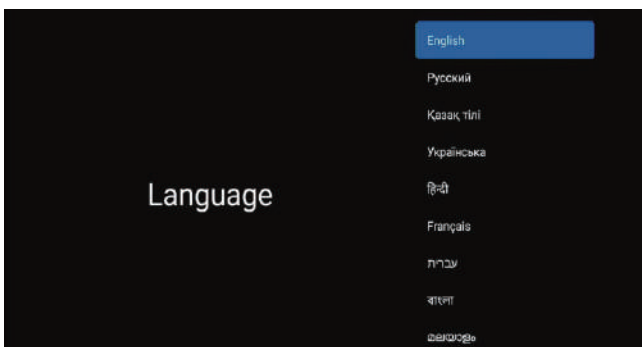 Language
English
Русский
Қазақ тілі
Українська
हिन्दी
Français
עברית
বাংলা
മലയാളം